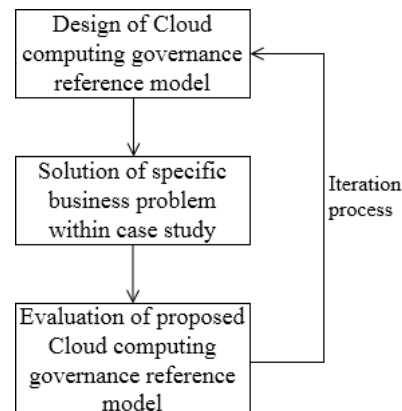 Design of Cloud
computing governance
reference model
Solution of specific
business problem
within case study
Iteration
process
Evaluation of proposed
Cloud computing
governance reference
model